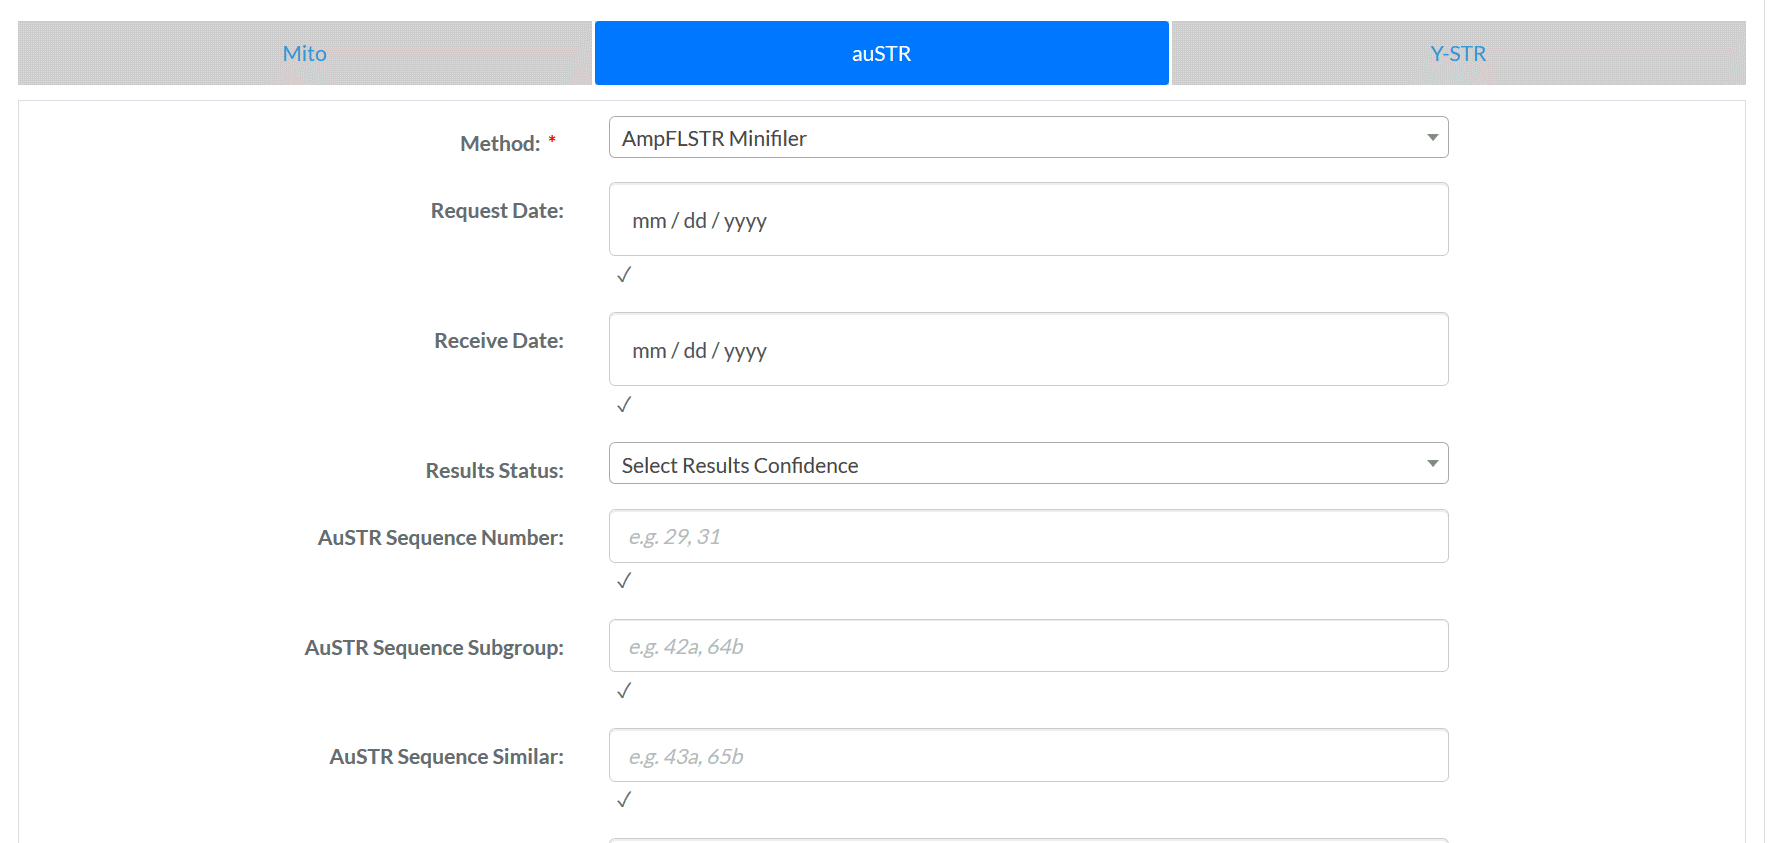 Mito auSTR Y-STR
Method: * AmpFLSTR Minifiler
Request Date: mm / dd / yyyy
✓
Receive Date: mm / dd / yyyy
✓
Results Status: Select Results Confidence
AuSTR Sequence Number: e.g. 29, 31
✓
AuSTR Sequence Subgroup: e.g. 42a, 64b
✓
AuSTR Sequence Similar: e.g. 43a, 65b
✓